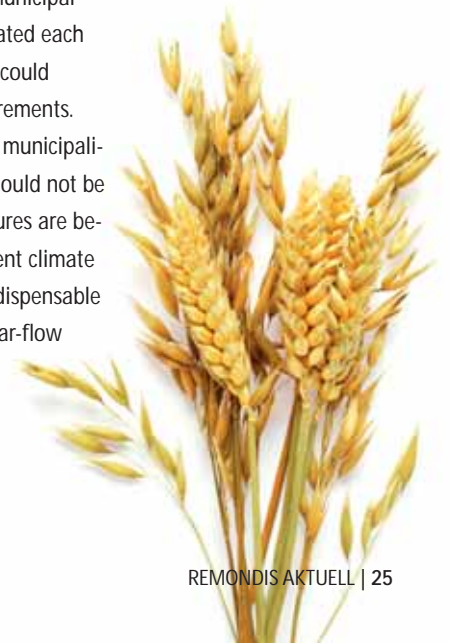 ated each
could
rements.
municipali-
ould not be
ures are be-
ent climate
dispensable
ar-flow
REMONDIS AKTUELL | 25